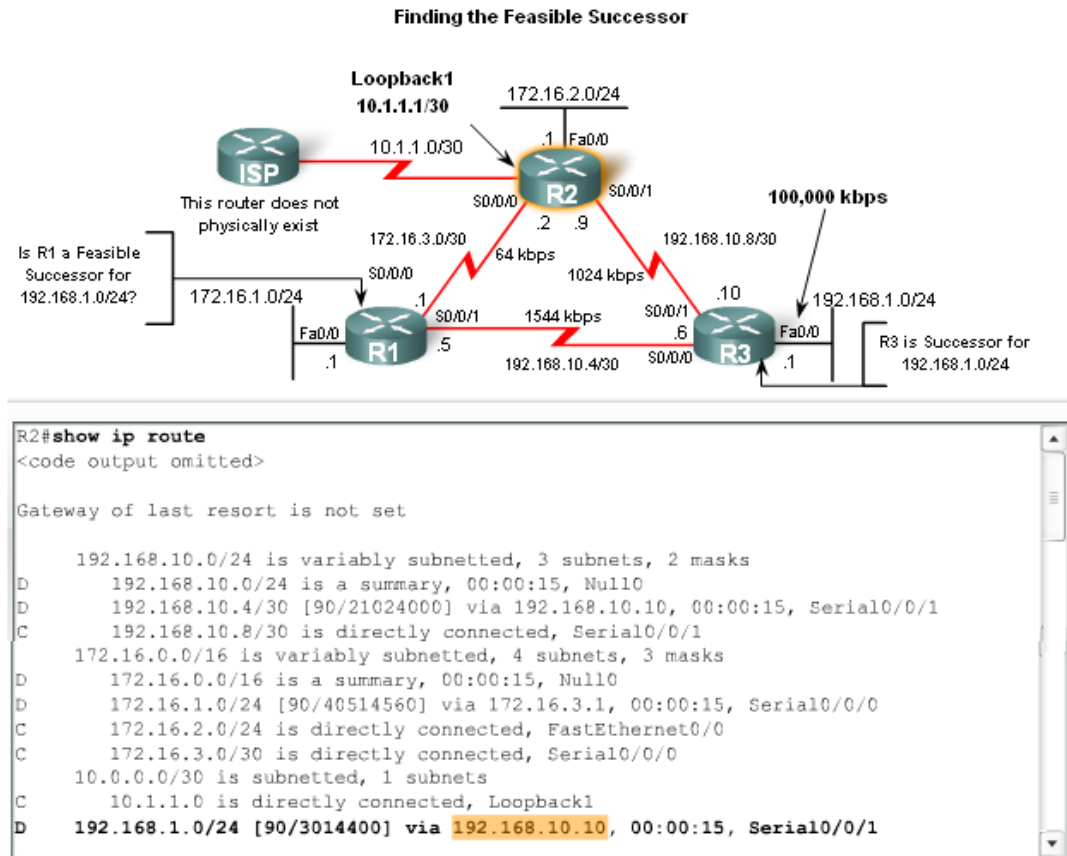 Finding the Feasible Successor
Loopback1
10.1.1.1/30
172.16.2.0/24
.1
Fa0/0
10.1.1.0/30
ISP
This router does not
physically exist
R2
S0/0/0
S0/0/1
.2
.9
100,000 kbps
172.16.3.0/30
64 kbps
192.168.10.8/30
1024 kbps
Is R1 a Feasible
Successor for
192.168.1.0/24?
S0/0/0
172.16.1.0/24
.1
S0/0/1
1544 kbps
.10
S0/0/1
192.168.1.0/24
Fa0/0
.1
R1
.5
192.168.10.4/30
.6
S0/0/0
R3
Fa0/0
.1
R3 is Successor for
192.168.1.0/24
R2#show ip route
<code output omitted>
Gateway of last resort is not set
192.168.10.0/24 is variably subnetted, 3 subnets, 2 masks
D 192.168.10.0/24 is a summary, 00:00:15, Null0
D 192.168.10.4/30 [90/21024000] via 192.168.10.10, 00:00:15, Serial0/0/1
C 192.168.10.8/30 is directly connected, Serial0/0/1
172.16.0.0/16 is variably subnetted, 4 subnets, 3 masks
D 172.16.0.0/16 is a summary, 00:00:15, Null0
D 172.16.1.0/24 [90/40514560] via 172.16.3.1, 00:00:15, Serial0/0/0
C 172.16.2.0/24 is directly connected, FastEthernet0/0
C 172.16.3.0/30 is directly connected, Serial0/0/0
10.0.0.0/30 is subnetted, 1 subnets
C 10.1.1.0 is directly connected, Loopback1
D 192.168.1.0/24 [90/3014400] via 192.168.10.10, 00:00:15, Serial0/0/1